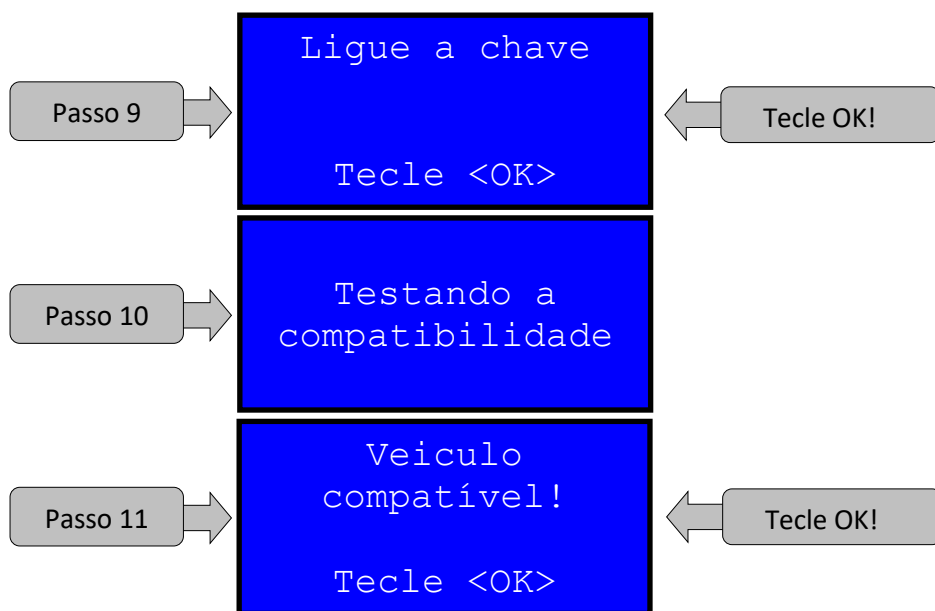 Passo 9
Ligue a chave
Tecle <OK>
Tecle OK!
Passo 10
Testando a
compatibilidade
Passo 11
Veiculo
compatível!
Tecle <OK>
Tecle OK!